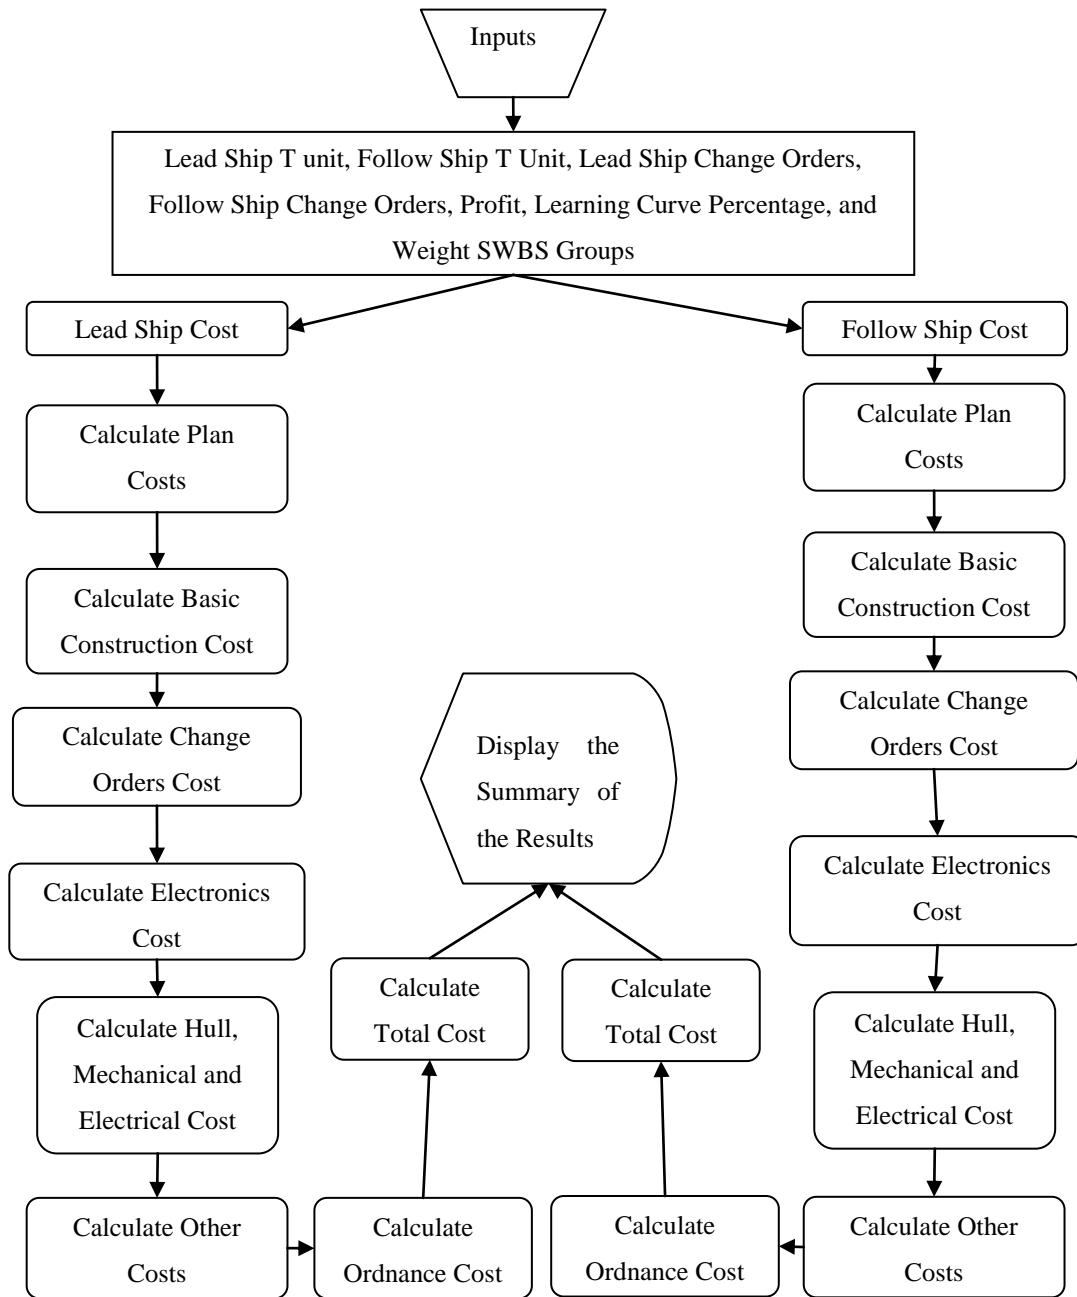 Inputs
Lead Ship T unit, Follow Ship T Unit, Lead Ship Change Orders,
Follow Ship Change Orders, Profit, Learning Curve Percentage, and
Weight SWBS Groups
Lead Ship Cost
Calculate Plan
Costs
Calculate Basic
Construction Cost
Calculate Change
Orders Cost
Calculate Electronics
Cost
Calculate Hull,
Mechanical and
Electrical Cost
Calculate Other
Costs
Calculate
Ordnance Cost
Calculate
Total Cost
Display the
Summary of
the Results
Follow Ship Cost
Calculate Plan
Costs
Calculate Basic
Construction Cost
Calculate Change
Orders Cost
Calculate Electronics
Cost
Calculate Hull,
Mechanical and
Electrical Cost
Calculate Other
Costs
Calculate
Ordnance Cost
Calculate
Total Cost